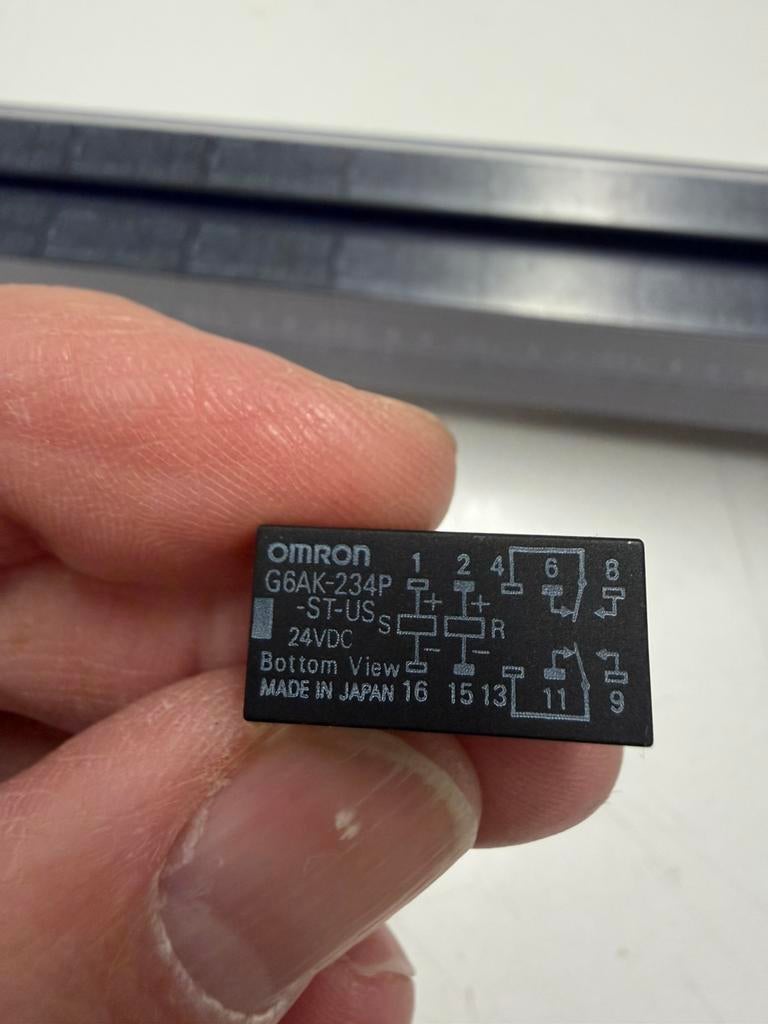 OMRON
G6AK-234P
-ST-US
24VDC
Bottom View
MADE IN JAPAN
1 2 4 6 8
+ +
S R
- -
16 15 13 11 9